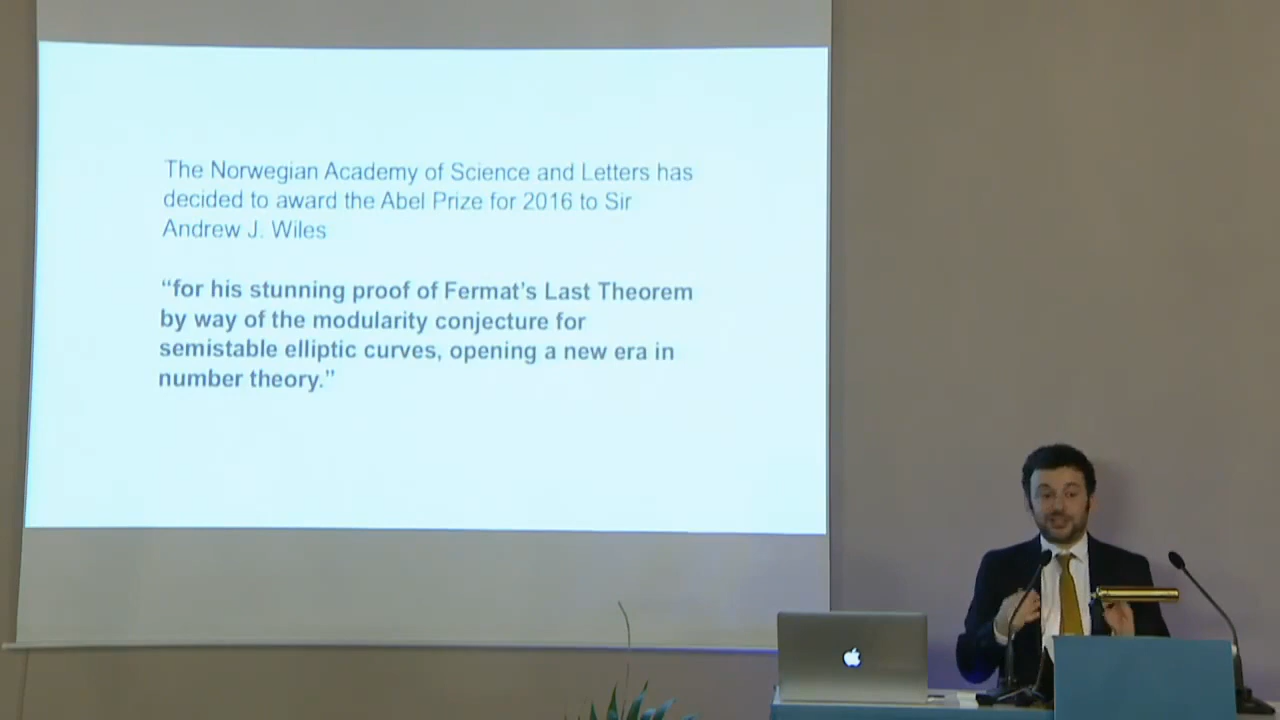 The Norwegian Academy of Science and Letters has
decided to award the Abel Prize for 2016 to Sir
Andrew J. Wiles
“for his stunning proof of Fermat’s Last Theorem
by way of the modularity conjecture for
semistable elliptic curves, opening a new era in
number theory.”